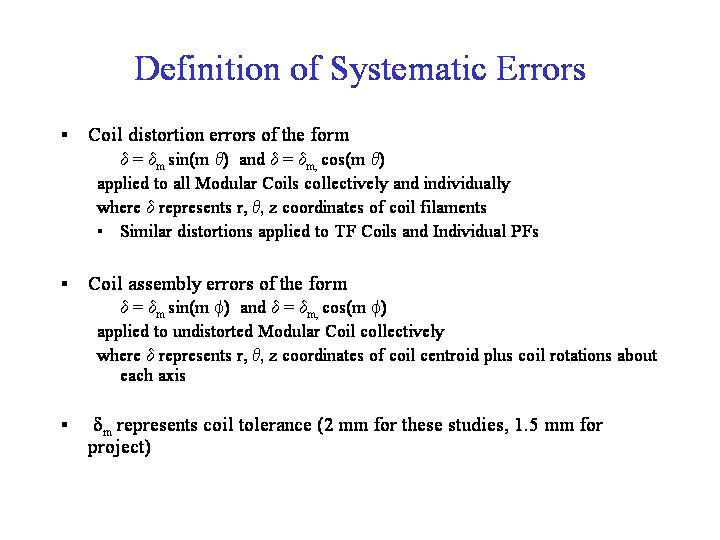 Definition of Systematic Errors
▪ Coil distortion errors of the form
δ = δm sin(m θ) and δ = δm, cos(m θ)
applied to all Modular Coils collectively and individually
where δ represents r, θ, z coordinates of coil filaments
▪ Similar distortions applied to TF Coils and Individual PFs
▪ Coil assembly errors of the form
δ = δm sin(m ϕ) and δ = δm, cos(m ϕ)
applied to undistorted Modular Coil collectively
where δ represents r, θ, z coordinates of coil centroid plus coil rotations about
each axis
▪ δm represents coil tolerance (2 mm for these studies, 1.5 mm for
project)